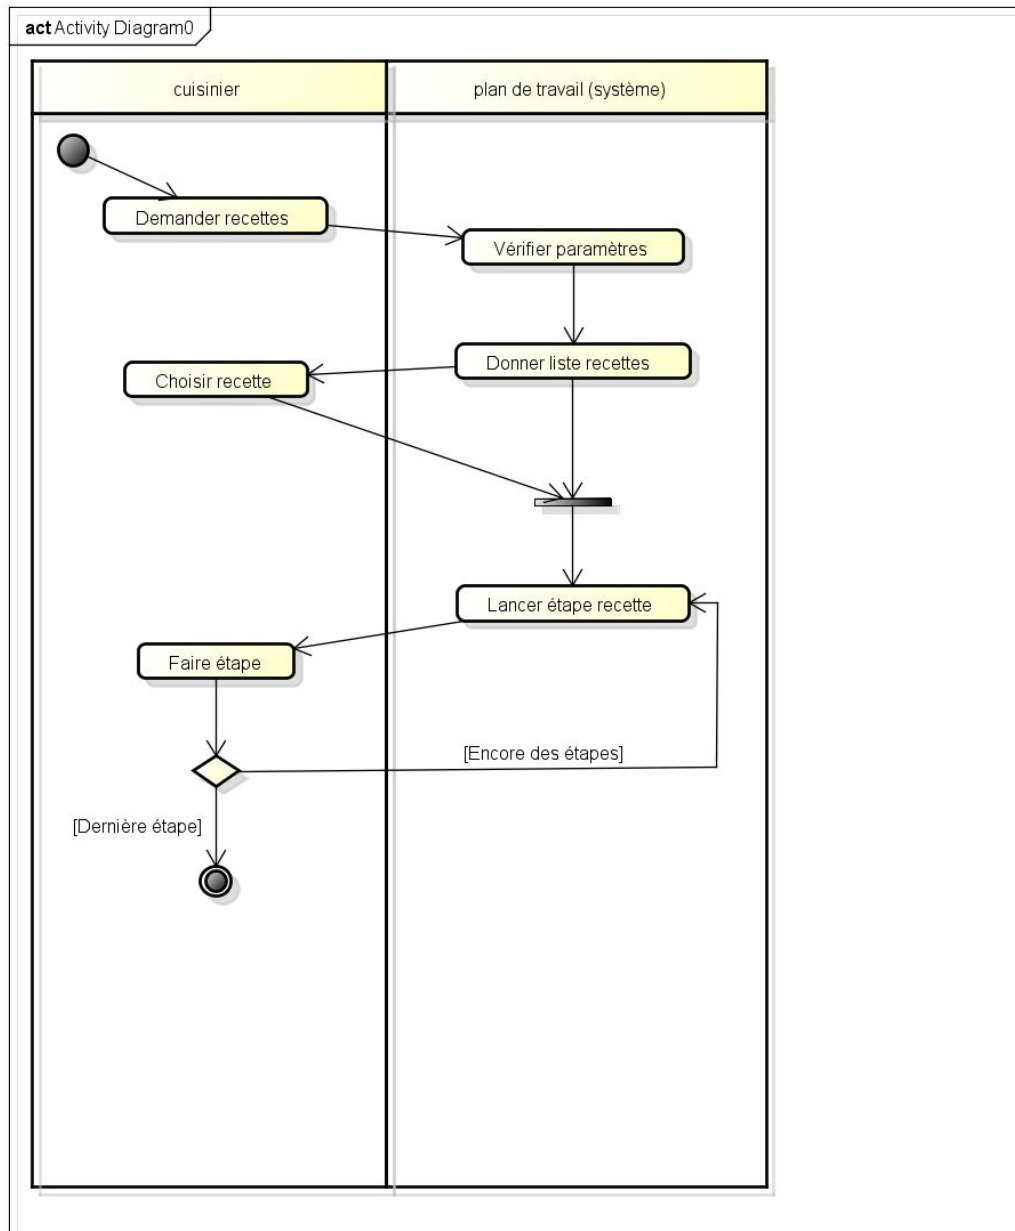 act Activity Diagram0
cuisinier
plan de travail (système)
Demander recettes
Vérifier paramètres
Donner liste recettes
Choisir recette
Lancer étape recette
Faire étape
[Encore des étapes]
[Dernière étape]